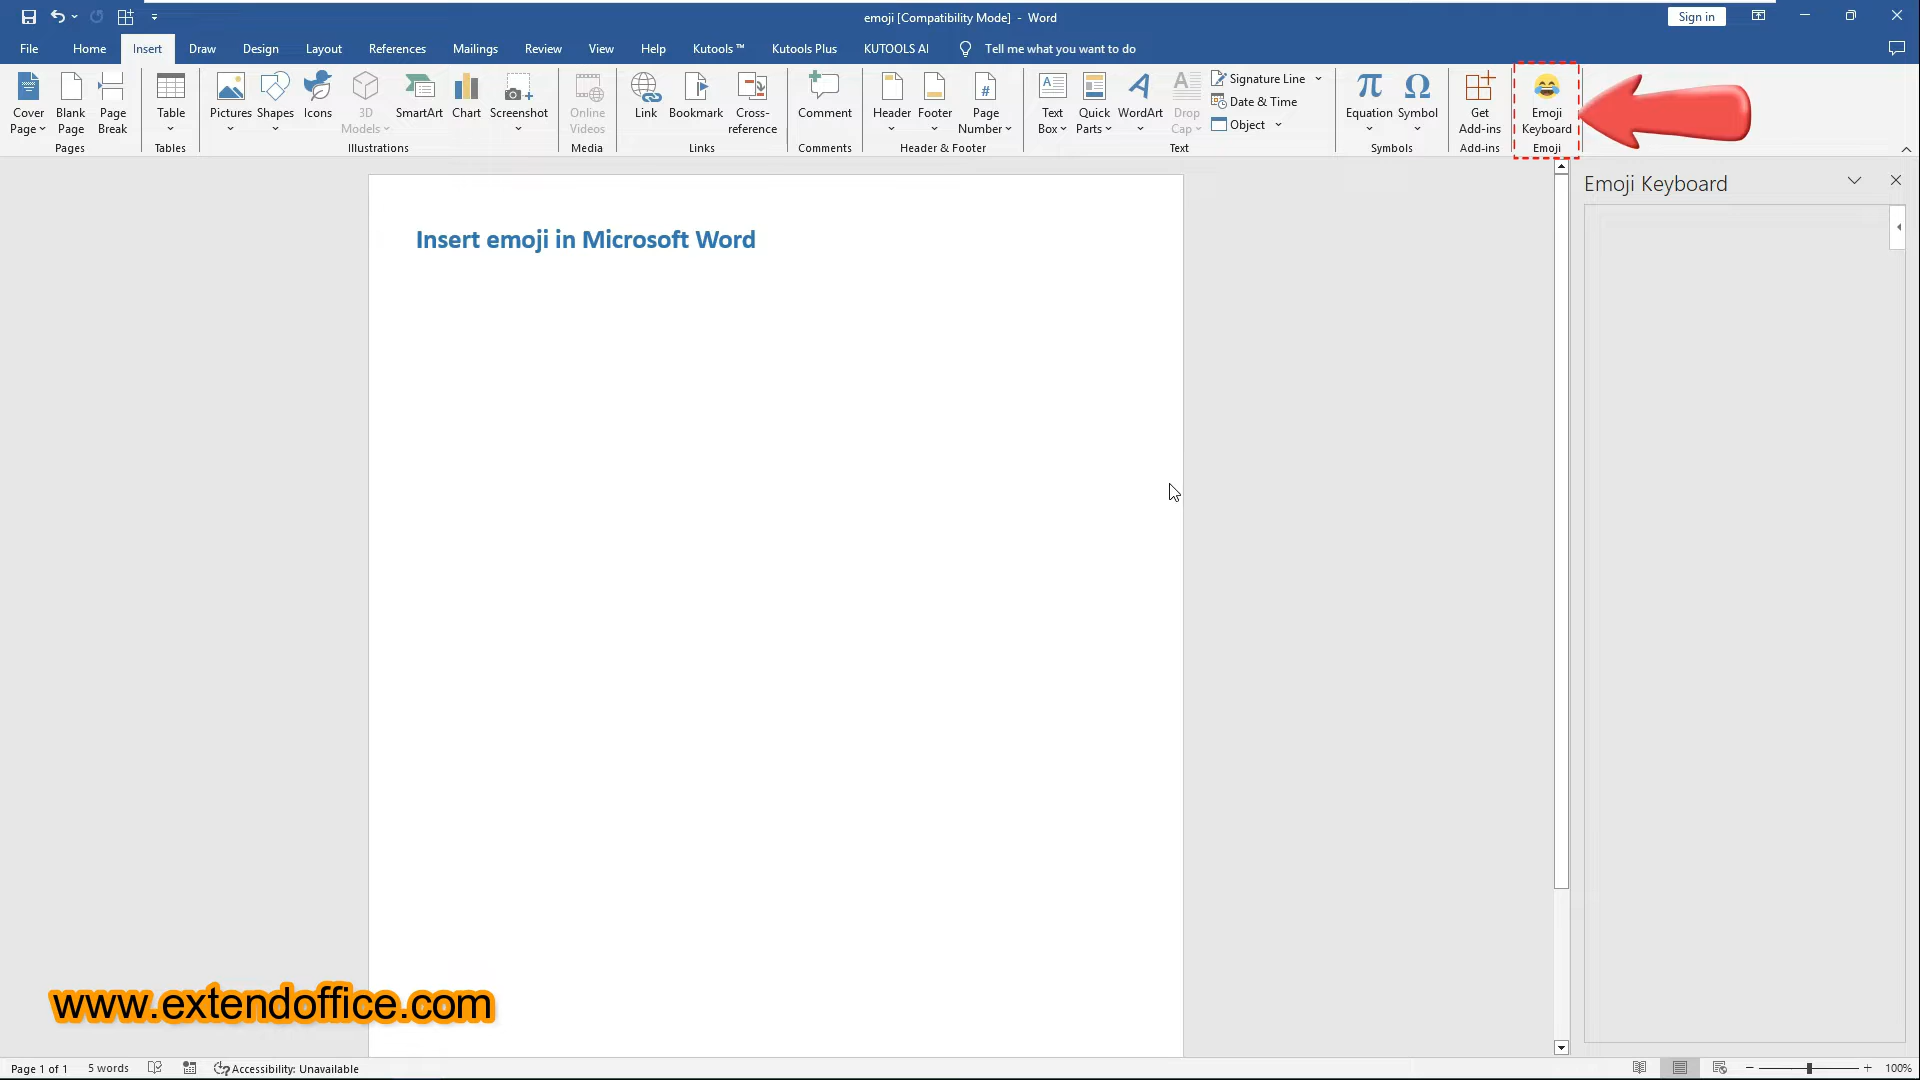 emoji [Compatibility Mode] - Word
Sign in
File Home Insert Draw Design Layout References Mailings Review View Help Kutools ™ Kutools Plus KUTOOLS AI Tell me what you want to do
Cover Page
Blank Page
Page Break
Pages
Table
Tables
Pictures
Shapes
Icons
3D Models
SmartArt
Chart
Screenshot
Illustrations
Online Videos
Media
Link
Bookmark
Cross-reference
Links
Comment
Comments
Header
Footer
Page Number
Header & Footer
Text Box
Quick Parts
WordArt
Drop Cap
Signature Line
Date & Time
Object
Text
Equation
Symbol
Symbols
Get Add-ins
Add-ins
Emoji Keyboard
Emoji
Emoji Keyboard
Insert emoji in Microsoft Word
www.extendoffice.com
Page 1 of 1 5 words Accessibility: Unavailable 100%